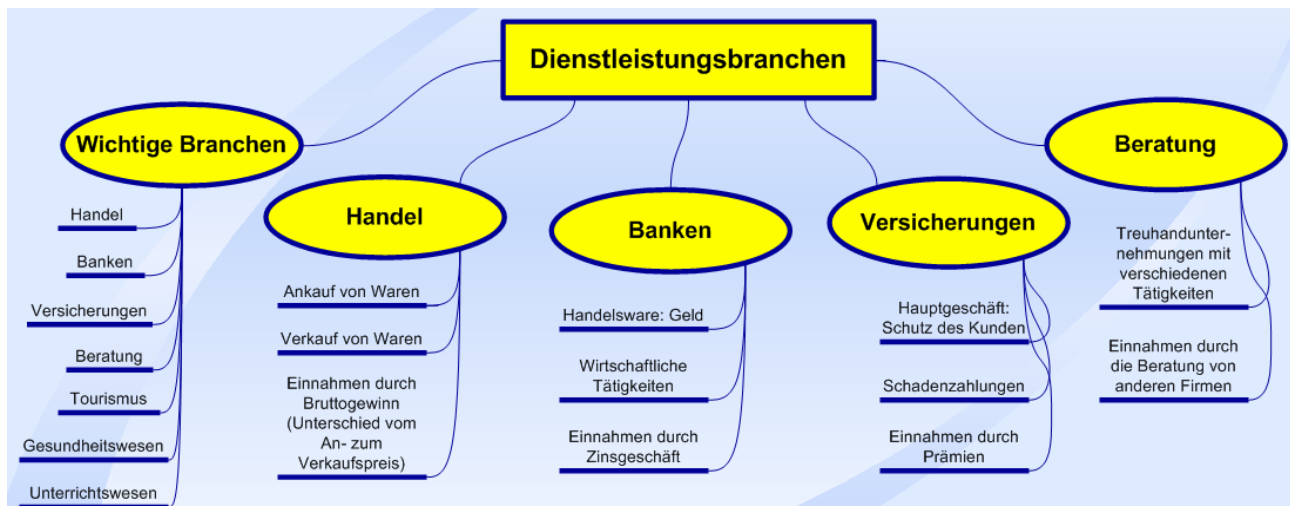 Dienstleistungsbranchen
Wichtige Branchen
Handel
Banken
Versicherungen
Beratung
Tourismus
Gesundheitswesen
Unterrichtswesen
Handel
Ankauf von Waren
Verkauf von Waren
Einnahmen durch
Bruttogewinn
(Unterschied vom
An- zum
Verkaufspreis)
Banken
Handelsware: Geld
Wirtschaftliche
Tätigkeiten
Einnahmen durch
Zinsgeschäft
Versicherungen
Hauptgeschäft:
Schutz des Kunden
Schadenzahlungen
Einnahmen durch
Prämien
Beratung
Treuhandunter-
nehmungen mit
verschiedenen
Tätigkeiten
Einnahmen durch
die Beratung von
anderen Firmen